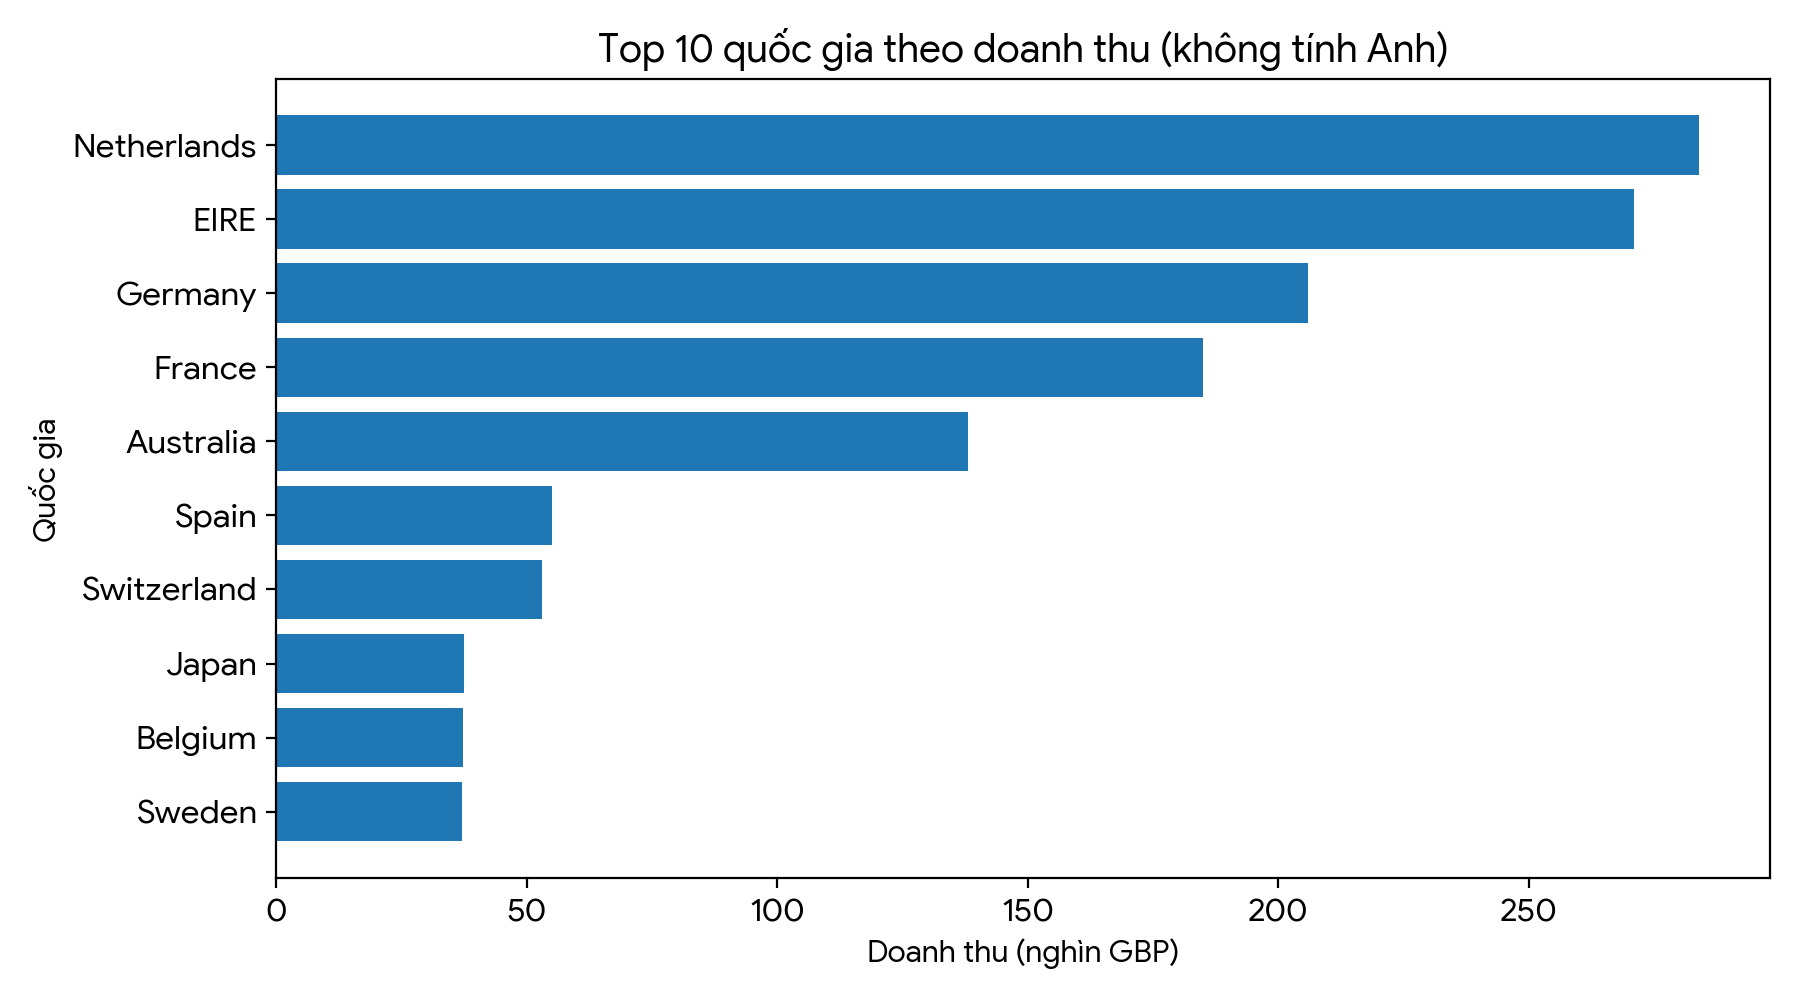 Top 10 quốc gia theo doanh thu (không tính Anh)
Quốc gia
Netherlands
EIRE
Germany
France
Australia
Spain
Switzerland
Japan
Belgium
Sweden
0 50 100 150 200 250
Doanh thu (nghìn GBP)